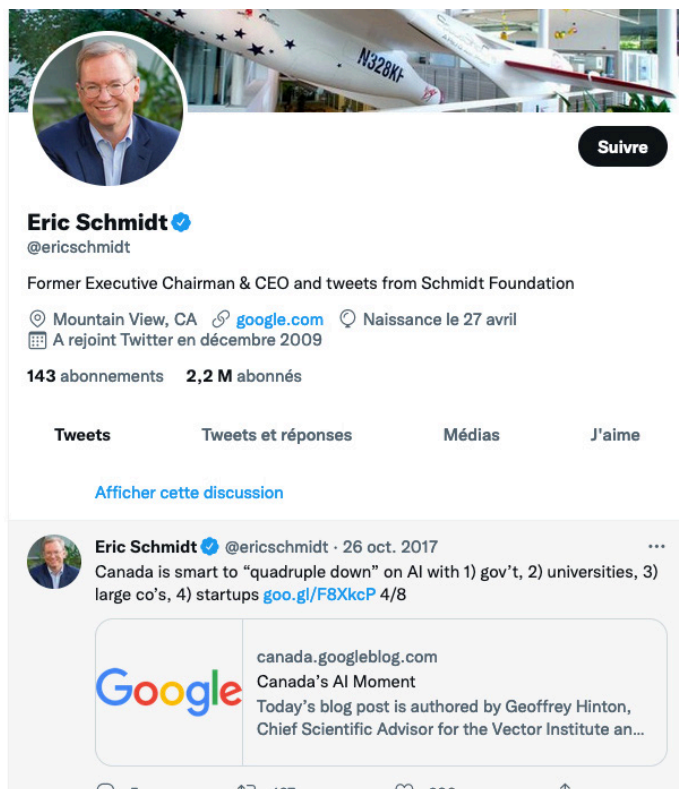 N328KF
Suivre
Eric Schmidt
@ericschmidt
Former Executive Chairman & CEO and tweets from Schmidt Foundation
Mountain View, CA google.com Naissance le 27 avril
A rejoint Twitter en décembre 2009
143 abonnements 2,2 M abonnés
Tweets Tweets et réponses Médias J'aime
Afficher cette discussion
Eric Schmidt @ericschmidt · 26 oct. 2017 ...
Canada is smart to “quadruple down” on AI with 1) gov’t, 2) universities, 3)
large co’s, 4) startups goo.gl/F8XkcP 4/8
Google
canada.googleblog.com
Canada’s AI Moment
Today’s blog post is authored by Geoffrey Hinton,
Chief Scientific Advisor for the Vector Institute an...